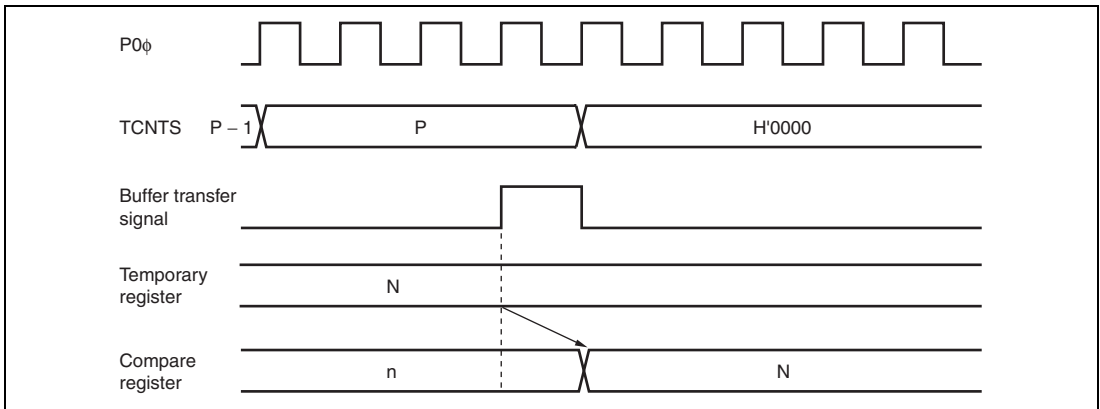 P0ϕ
TCNTS P – 1 P H'0000
Buffer transfer
signal
Temporary
register
N
Compare
register
n N